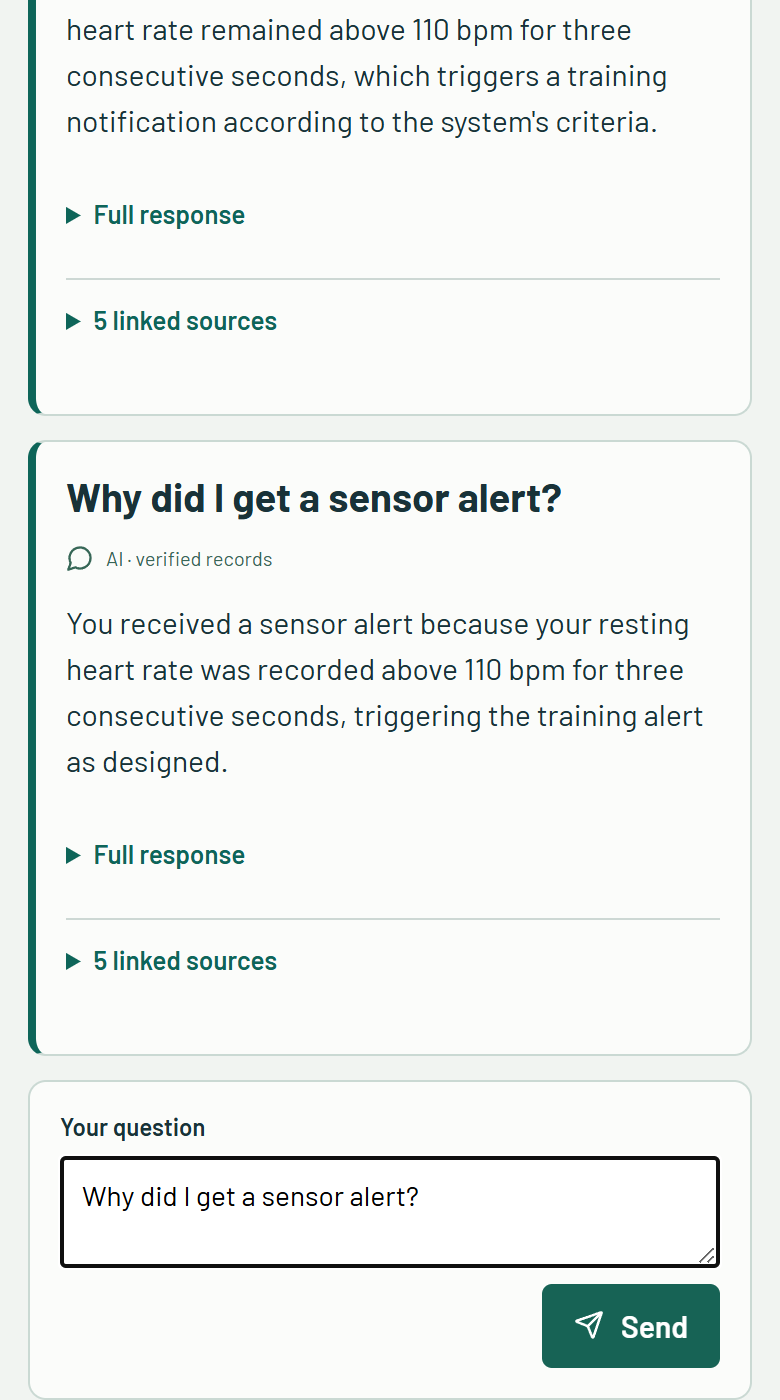 heart rate remained above 110 bpm for three
consecutive seconds, which triggers a training
notification according to the system's criteria.
Full response
5 linked sources
Why did I get a sensor alert?
AI · verified records
You received a sensor alert because your resting
heart rate was recorded above 110 bpm for three
consecutive seconds, triggering the training alert
as designed.
Full response
5 linked sources
Your question
Why did I get a sensor alert?
Send